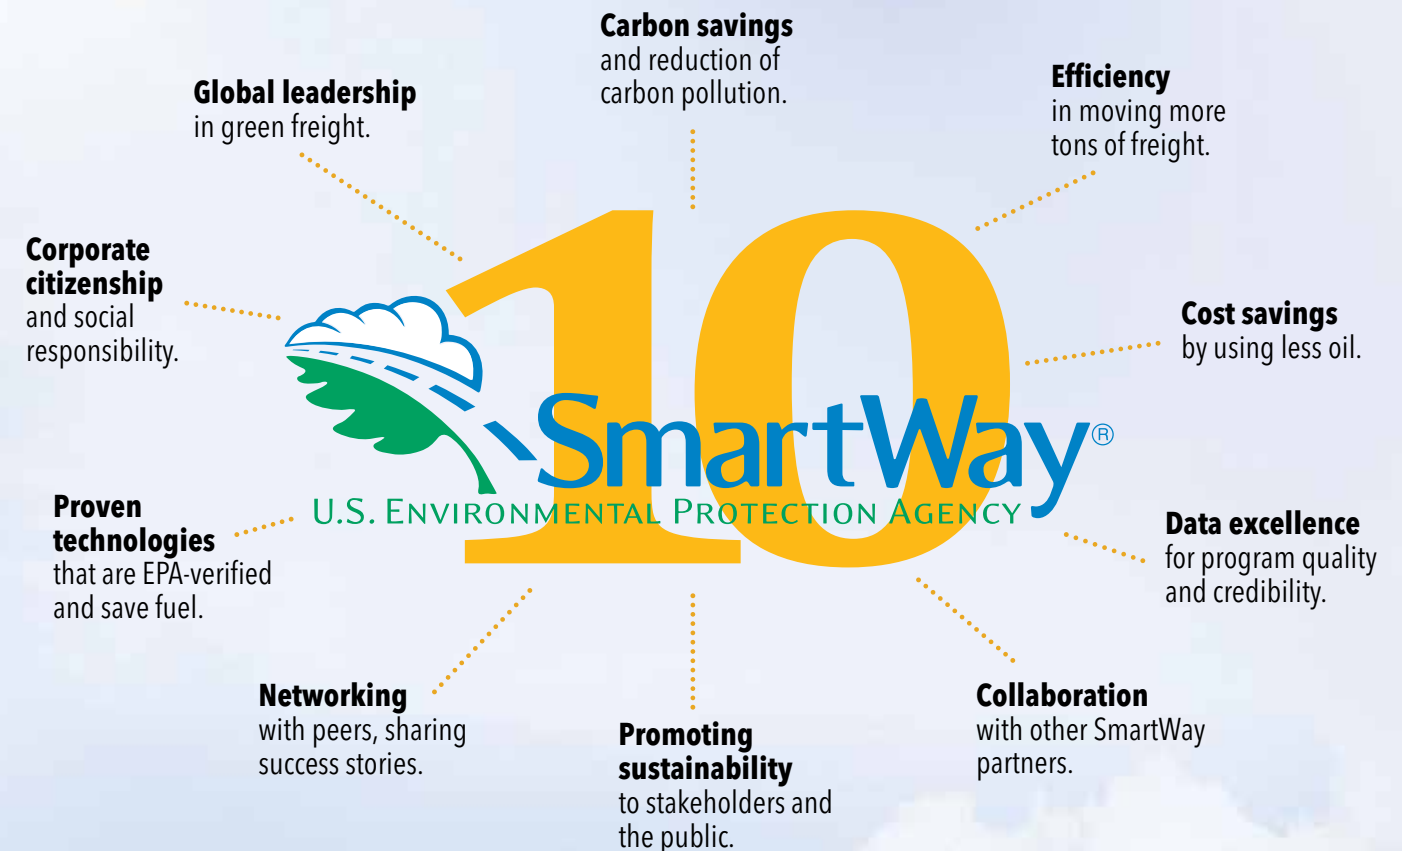 Carbon savings
and reduction of
carbon pollution.
Efficiency
in moving more
tons of freight.
Cost savings
by using less oil.
Data excellence
for program quality
and credibility.
Collaboration
with other SmartWay
partners.
Promoting
sustainability
to stakeholders and
the public.
Networking
with peers, sharing
success stories.
Proven
technologies
that are EPA-verified
and save fuel.
Corporate
citizenship
and social
responsibility.
Global leadership
in green freight.
10
SmartWay®
U.S. ENVIRONMENTAL PROTECTION AGENCY